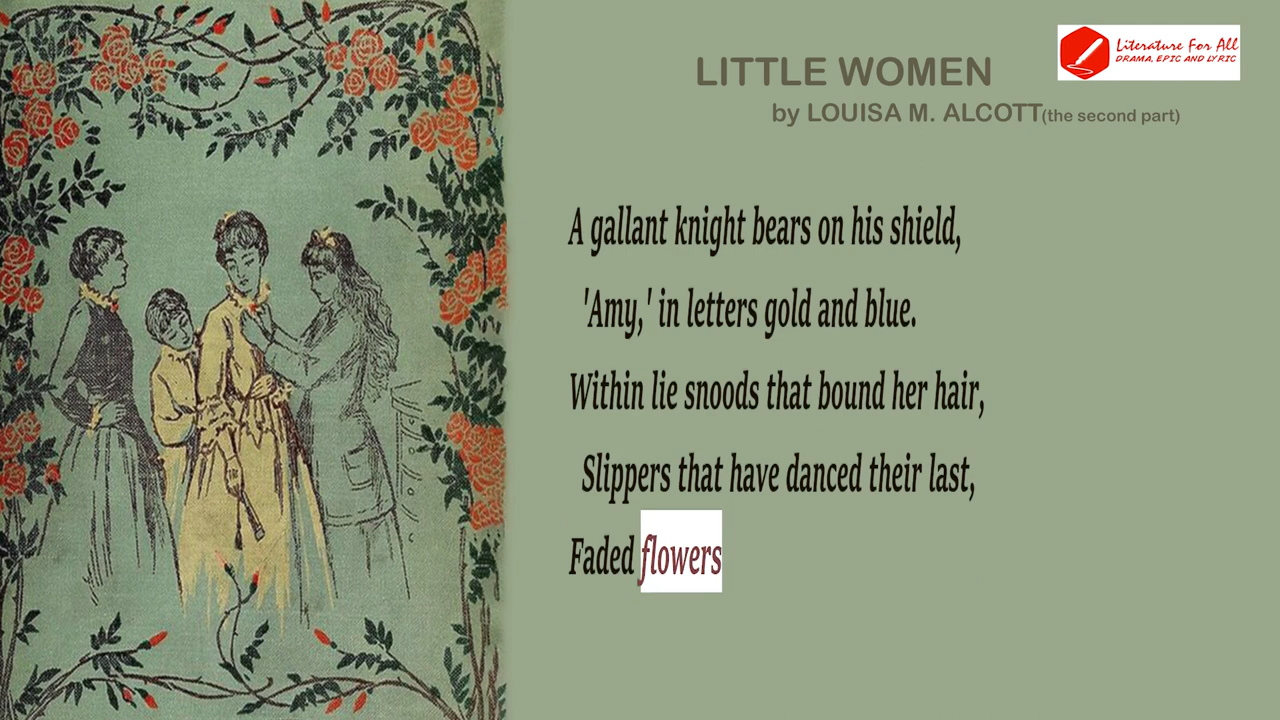 LITTLE WOMEN
by LOUISA M. ALCOTT(the second part)
Literature For All
DRAMA, EPIC AND LYRIC
A gallant knight bears on his shield,
'Amy,' in letters gold and blue.
Within lie snoods that bound her hair,
Slippers that have danced their last,
Faded flowers